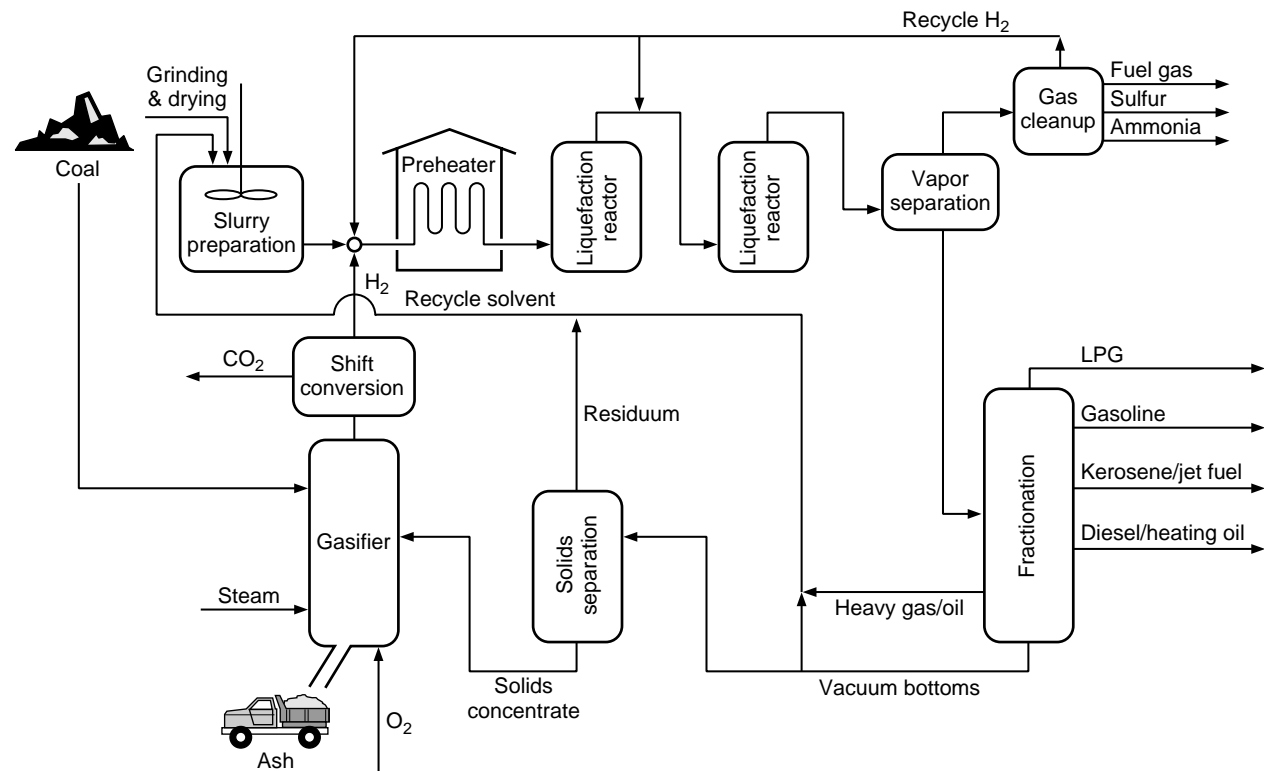 Recycle H₂
Grinding
& drying
Coal
Slurry
preparation
Preheater
Liquefaction
reactor
Liquefaction
reactor
Vapor
separation
Gas
cleanup
Fuel gas
Sulfur
Ammonia
H₂
Recycle solvent
CO₂
Shift
conversion
Residuum
LPG
Gasoline
Kerosene/jet fuel
Diesel/heating oil
Fractionation
Gasifier
Solids
separation
Steam
Heavy gas/oil
Solids
concentrate
Vacuum bottoms
O₂
Ash